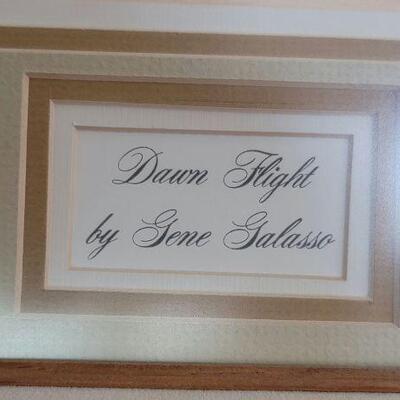 Dawn Flight
by Gene Galasso